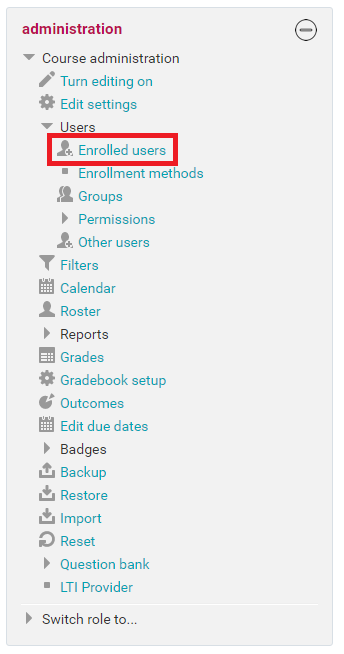 administration
Course administration
Turn editing on
Edit settings
Users
Enrolled users
Enrollment methods
Groups
Permissions
Other users
Filters
Calendar
Roster
Reports
Grades
Gradebook setup
Outcomes
Edit due dates
Badges
Backup
Restore
Import
Reset
Question bank
LTI Provider
Switch role to...